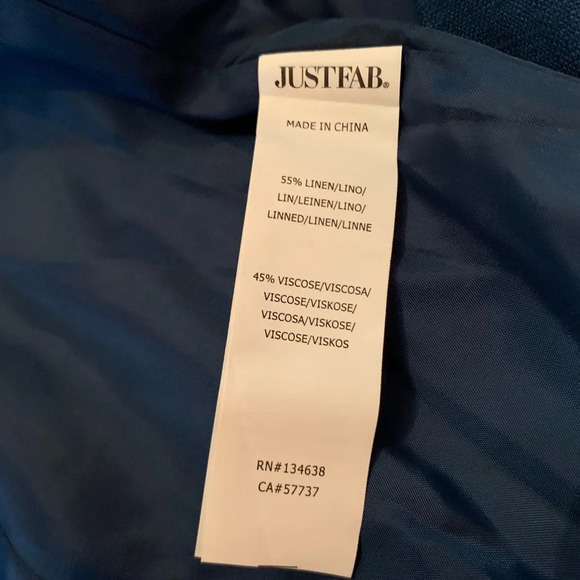 JUSTFAB®
MADE IN CHINA
55% LINEN/LINO/
LIN/LEINEN/LINO/
LINNED/LINEN/LINNE
45% VISCOSE/VISCOSA/
VISCOSE/VISKOSE/
VISCOSA/VISKOSE/
VISCOSE/VISKOS
RN#134638
CA#57737